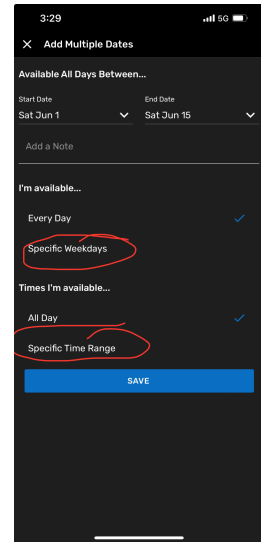 3:29
5G
Add Multiple Dates
Available All Days Between...
Start Date
End Date
Sat Jun 1
Sat Jun 15
Add a Note
I'm available...
Every Day
Specific Weekdays
Times I'm available...
All Day
Specific Time Range
SAVE